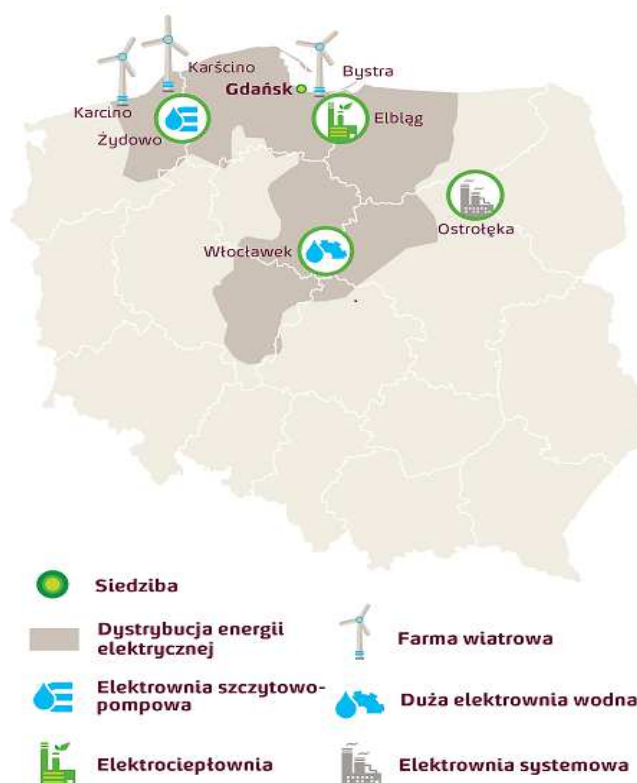 Karścino
Bystra
Gdańsk
Karcino
Elbląg
Żydowo
Ostrołęka
Włocławek
Siedziba
Dystrybucja energii
elektrycznej
Farma wiatrowa
Elektrownia szczytowo-
pompowa
Duża elektrownia wodna
Elektrociepłownia
Elektrownia systemowa